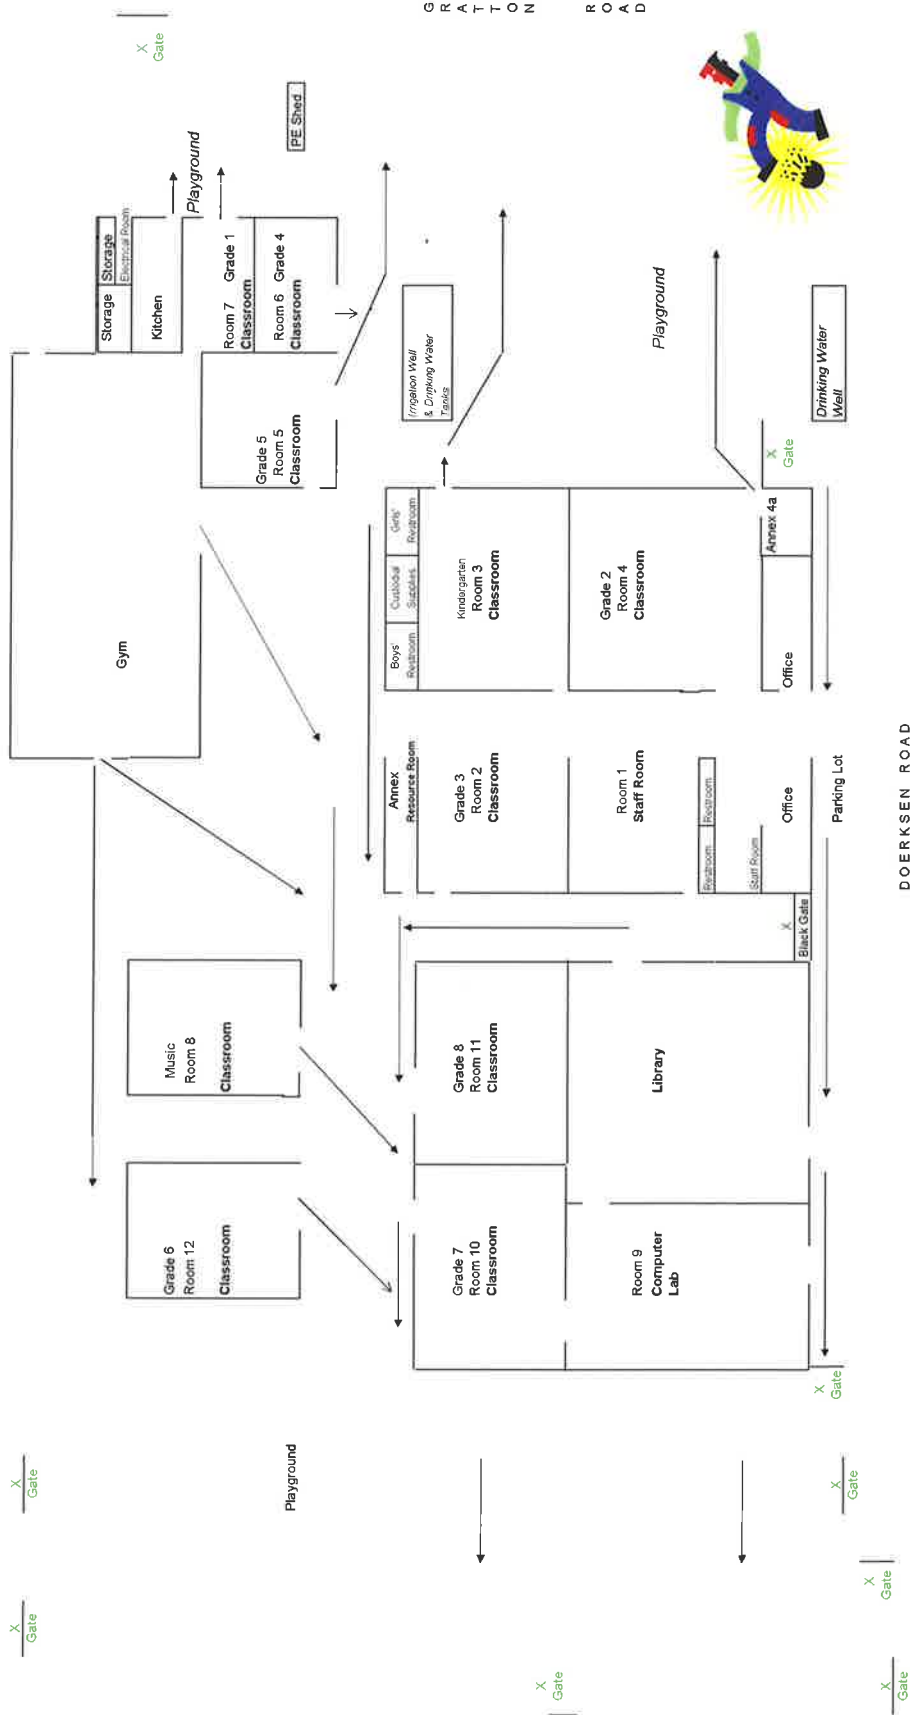 X
Gate
X
Gate
Playground
Grade 6
Room 12
Classroom
Music
Room 8
Classroom
Gym
Storage
Storage
Electrical Room
Kitchen
Playground
X
Gate
Room 7 Grade 1
Classroom
Room 6 Grade 4
Classroom
PE Shed
Grade 5
Room 5
Classroom
Irrigation Well
& Drinking Water
Tanks
Annex
Resource Room
Boys'
Restroom
Custodial
Supplies
Girls'
Restroom
Grade 7
Room 10
Classroom
Grade 8
Room 11
Classroom
Grade 3
Room 2
Classroom
Kindergarten
Room 3
Classroom
GRATTON ROAD
X
Gate
Room 9
Computer
Lab
Library
Room 1
Staff Room
Grade 2
Room 4
Classroom
Playground
Restroom
Restroom
Staff Room
X
Black Gate
Office
Office
Annex 4a
X
Gate
Drinking Water
Well
Parking Lot
X
Gate
X
Gate
X
Gate
X
Gate
DOERKSEN ROAD